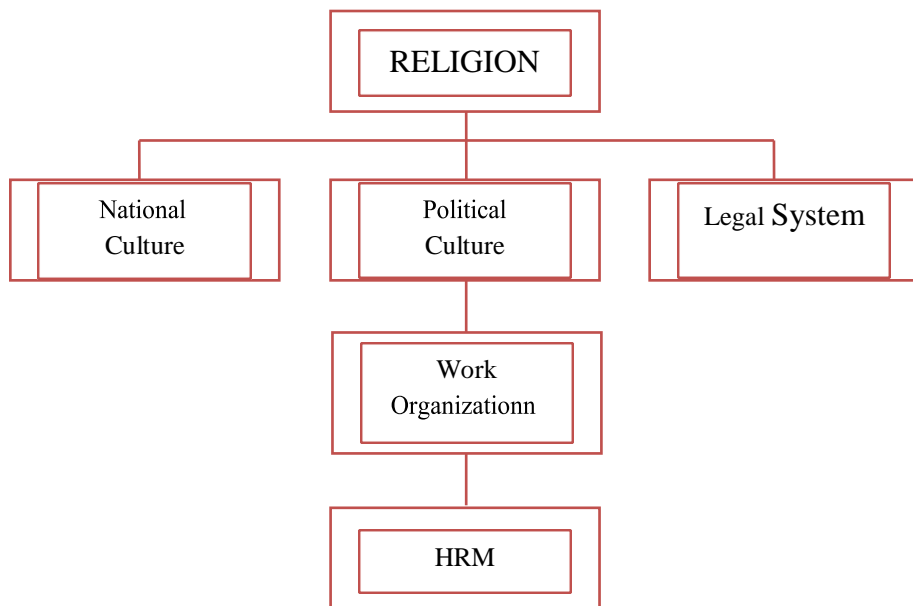 RELIGION
National
Culture
Political
Culture
Legal System
Work
Organizationn
HRM